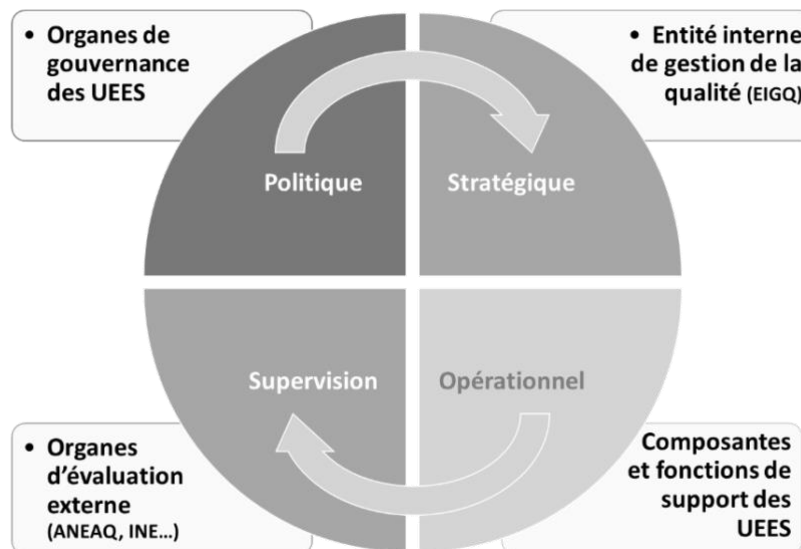 • Organes de
gouvernance
des UEES
• Entité interne
de gestion de la
qualité (EIGQ)
Politique
Stratégique
Supervision
Opérationnel
• Organes
d'évaluation
externe
(ANEAQ, INE...)
Composantes
et fonctions de
support des
UEES